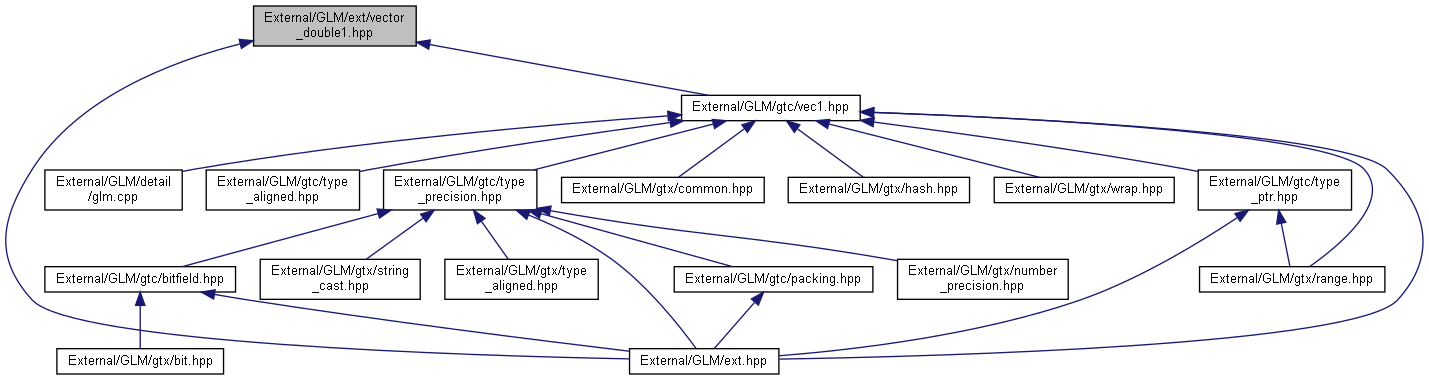 External/GLM/ext/vector
_double1.hpp
External/GLM/gtc/vec1.hpp
External/GLM/detail
/glm.cpp
External/GLM/gtc/type
_aligned.hpp
External/GLM/gtc/type
_precision.hpp
External/GLM/gtx/common.hpp
External/GLM/gtx/hash.hpp
External/GLM/gtx/wrap.hpp
External/GLM/gtc/type
_ptr.hpp
External/GLM/gtc/bitfield.hpp
External/GLM/gtx/string
_cast.hpp
External/GLM/gtx/type
_aligned.hpp
External/GLM/gtc/packing.hpp
External/GLM/gtx/number
_precision.hpp
External/GLM/gtx/range.hpp
External/GLM/gtx/bit.hpp
External/GLM/ext.hpp